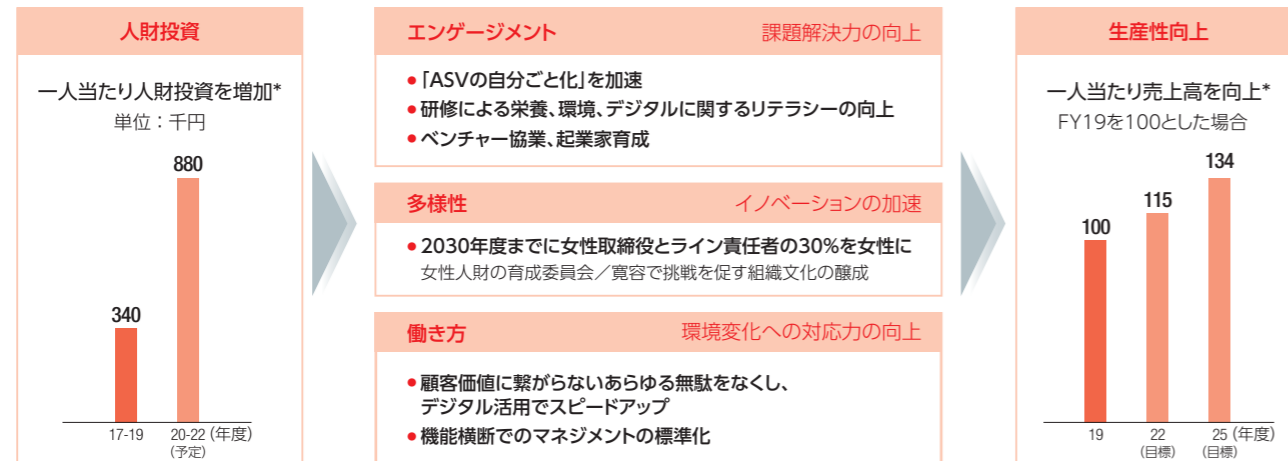 人財投資
一人当たり人財投資を増加*
単位：千円
880
340
17-19
20-22 (年度)
(予定)
エンゲージメント 課題解決力の向上
●「ASVの自分ごと化」を加速
●研修による栄養、環境、デジタルに関するリテラシーの向上
●ベンチャー協業、起業家育成
多様性 イノベーションの加速
●2030年度までに女性取締役とライン責任者の30%を女性に
女性人財の育成委員会／寛容で挑戦を促す組織文化の醸成
働き方 環境変化への対応力の向上
●顧客価値に繋がらないあらゆる無駄をなくし、
デジタル活用でスピードアップ
●機能横断でのマネジメントの標準化
生産性向上
一人当たり売上高を向上*
FY19を100とした場合
134
115
100
19
22
(目標)
25 (年度)
(目標)